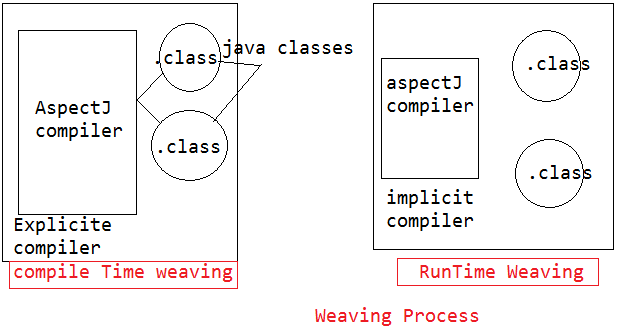 .class
java classes
AspectJ
compiler
.class
Explicite
compiler
compile Time weaving
.class
aspectJ
compiler
.class
implicit
compiler
RunTime Weaving
Weaving Process